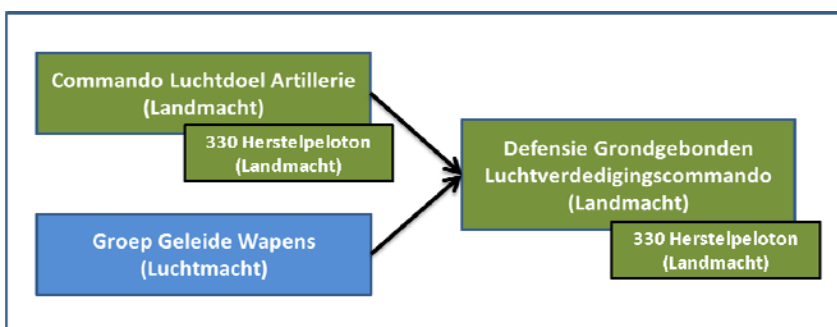 Commando Luchtdoel Artillerie
(Landmacht)
330 Herstelpeloton
(Landmacht)
Groep Geleide Wapens
(Luchtmacht)
Defensie Grondgebonden
Luchtverdedigingscommando
(Landmacht)
330 Herstelpeloton
(Landmacht)